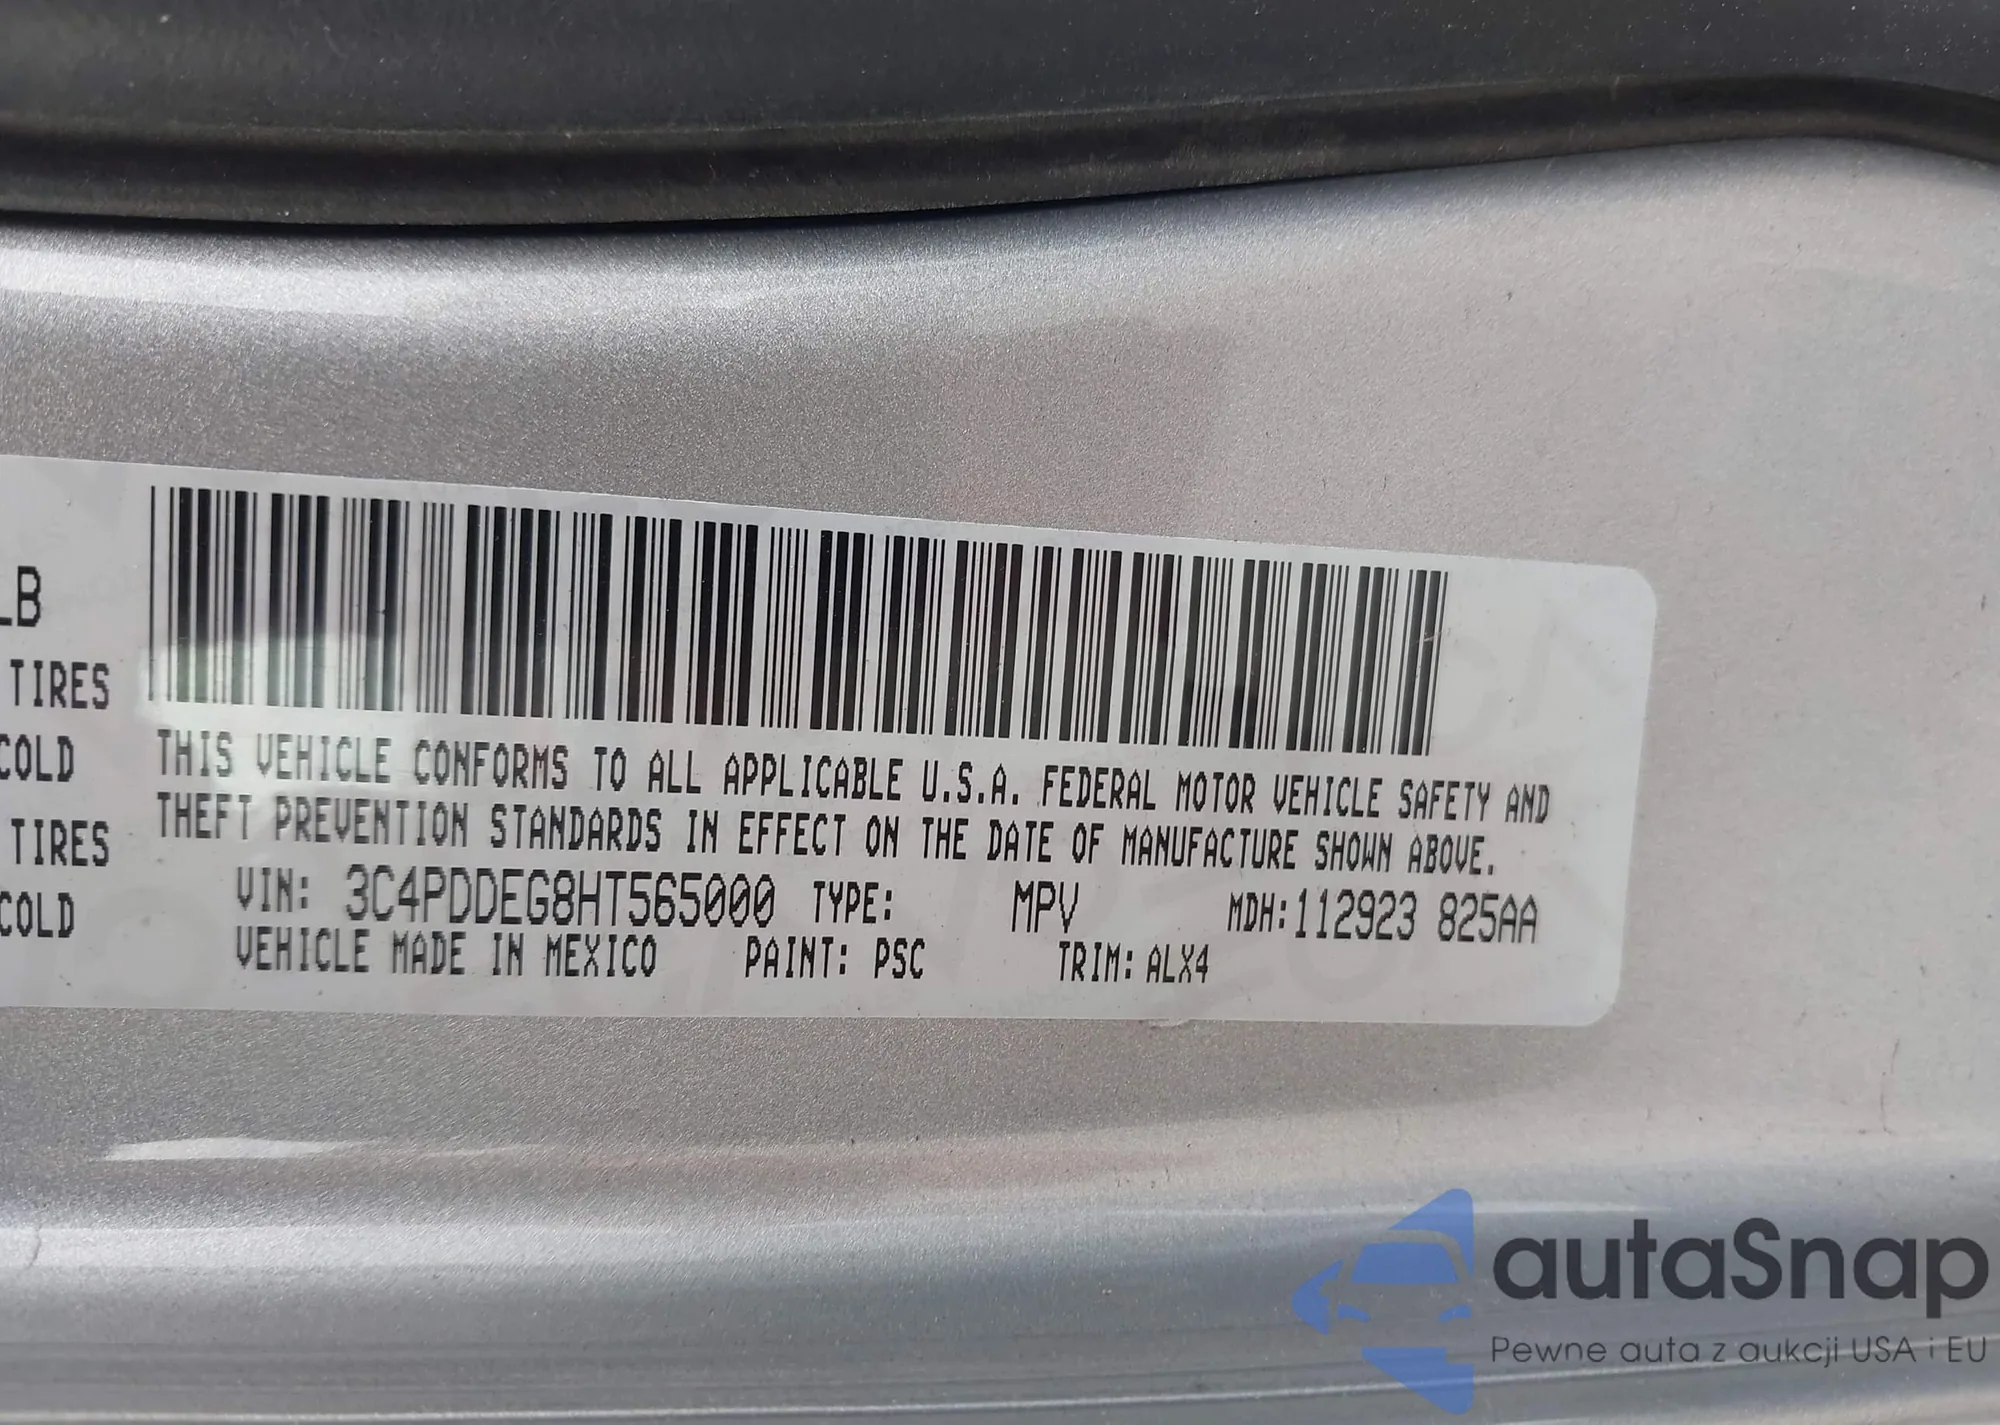 LB
TIRES
COLD
TIRES
COLD
THIS VEHICLE CONFORMS TO ALL APPLICABLE U.S.A. FEDERAL MOTOR VEHICLE SAFETY AND
THEFT PREVENTION STANDARDS IN EFFECT ON THE DATE OF MANUFACTURE SHOWN ABOVE.
VIN: 3C4PDDEG8HT565000 TYPE: MPV MDH:112923 825AA
VEHICLE MADE IN MEXICO PAINT: PSC TRIM: ALX4
autaSnap
Pewne auta z aukcji USA i EU